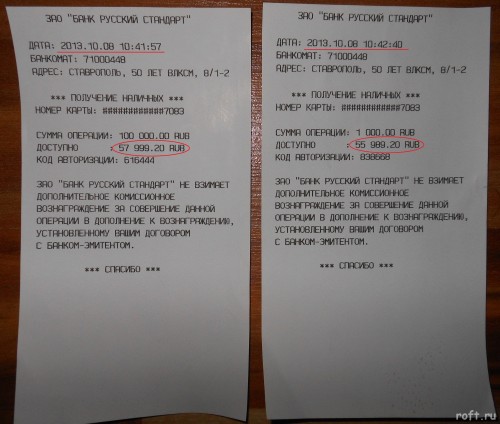 ЗАО "БАНК РУССКИЙ СТАНДАРТ"
ДАТА: 2013.10.08 10:41:57
БАНКОМАТ: 71000448
АДРЕС: СТАВРОПОЛЬ, 50 ЛЕТ ВЛКСМ, 8/1-2
*** ПОЛУЧЕНИЕ НАЛИЧНЫХ ***
НОМЕР КАРТЫ: ############7083
СУММА ОПЕРАЦИИ: 100 000.00 RUB
ДОСТУПНО :57 999.20 RUB
КОД АВТОРИЗАЦИИ: 616444
ЗАО "БАНК РУССКИЙ СТАНДАРТ" НЕ ВЗИМАЕТ
ДОПОЛНИТЕЛЬНОЕ КОМИССИОННОЕ
ВОЗНАГРАЖДЕНИЕ ЗА СОВЕРШЕНИЕ ДАННОЙ
ОПЕРАЦИИ В ДОПОЛНЕНИЕ К ВОЗНАГРАЖДЕНИЮ,
УСТАНОВЛЕННОМУ ВАШИМ ДОГОВОРОМ
С БАНКОМ-ЭМИТЕНТОМ.
*** СПАСИБО ***
ЗАО "БАНК РУССКИЙ СТАНДАРТ"
ДАТА: 2013.10.08 10:42:40
БАНКОМАТ: 71000448
АДРЕС: СТАВРОПОЛЬ, 50 ЛЕТ ВЛКСМ, 8/1-2
*** ПОЛУЧЕНИЕ НАЛИЧНЫХ ***
НОМЕР КАРТЫ: ############7083
СУММА ОПЕРАЦИИ: 1 000.00 RUB
ДОСТУПНО : 55 989.20 RUB
КОД АВТОРИЗАЦИИ: 838668
ЗАО "БАНК РУССКИЙ СТАНДАРТ" НЕ ВЗИМАЕТ
ДОПОЛНИТЕЛЬНОЕ КОМИССИОННОЕ
ВОЗНАГРАЖДЕНИЕ ЗА СОВЕРШЕНИЕ ДАННОЙ
ОПЕРАЦИИ В ДОПОЛНЕНИЕ К ВОЗНАГРАЖДЕНИЮ,
УСТАНОВЛЕННОМУ ВАШИМ ДОГОВОРОМ
С БАНКОМ-ЭМИТЕНТОМ.
*** СПАСИБО ***
roft.ru